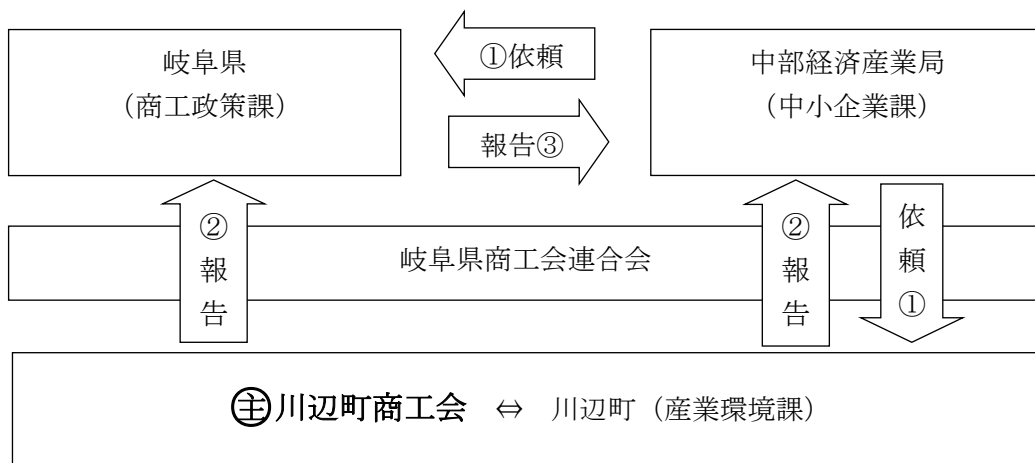 岐阜県
（商工政策課）
①依頼
報告③
中部経済産業局
（中小企業課）
②報告
岐阜県商工会連合会
②報告
依頼①
㊟川辺町商工会 ⇔ 川辺町（産業環境課）